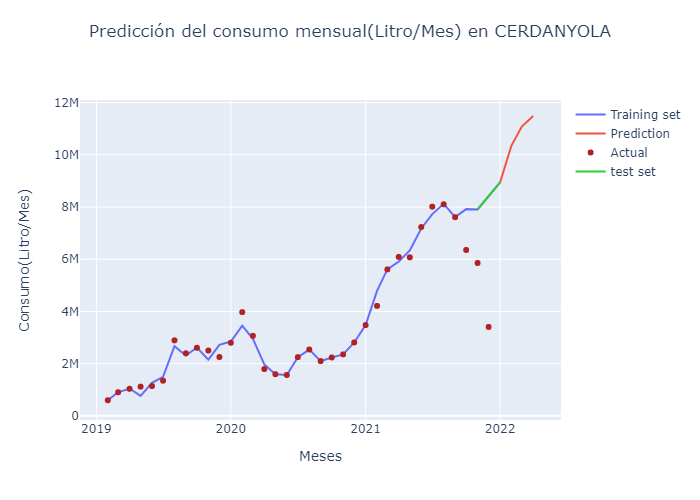 Predicción del consumo mensual(Litro/Mes) en CERDANYOLA
12M
10M
8M
6M
4M
2M
0
Consumo(Litro/Mes)
2019
2020
2021
2022
Meses
Training set
Prediction
Actual
test set